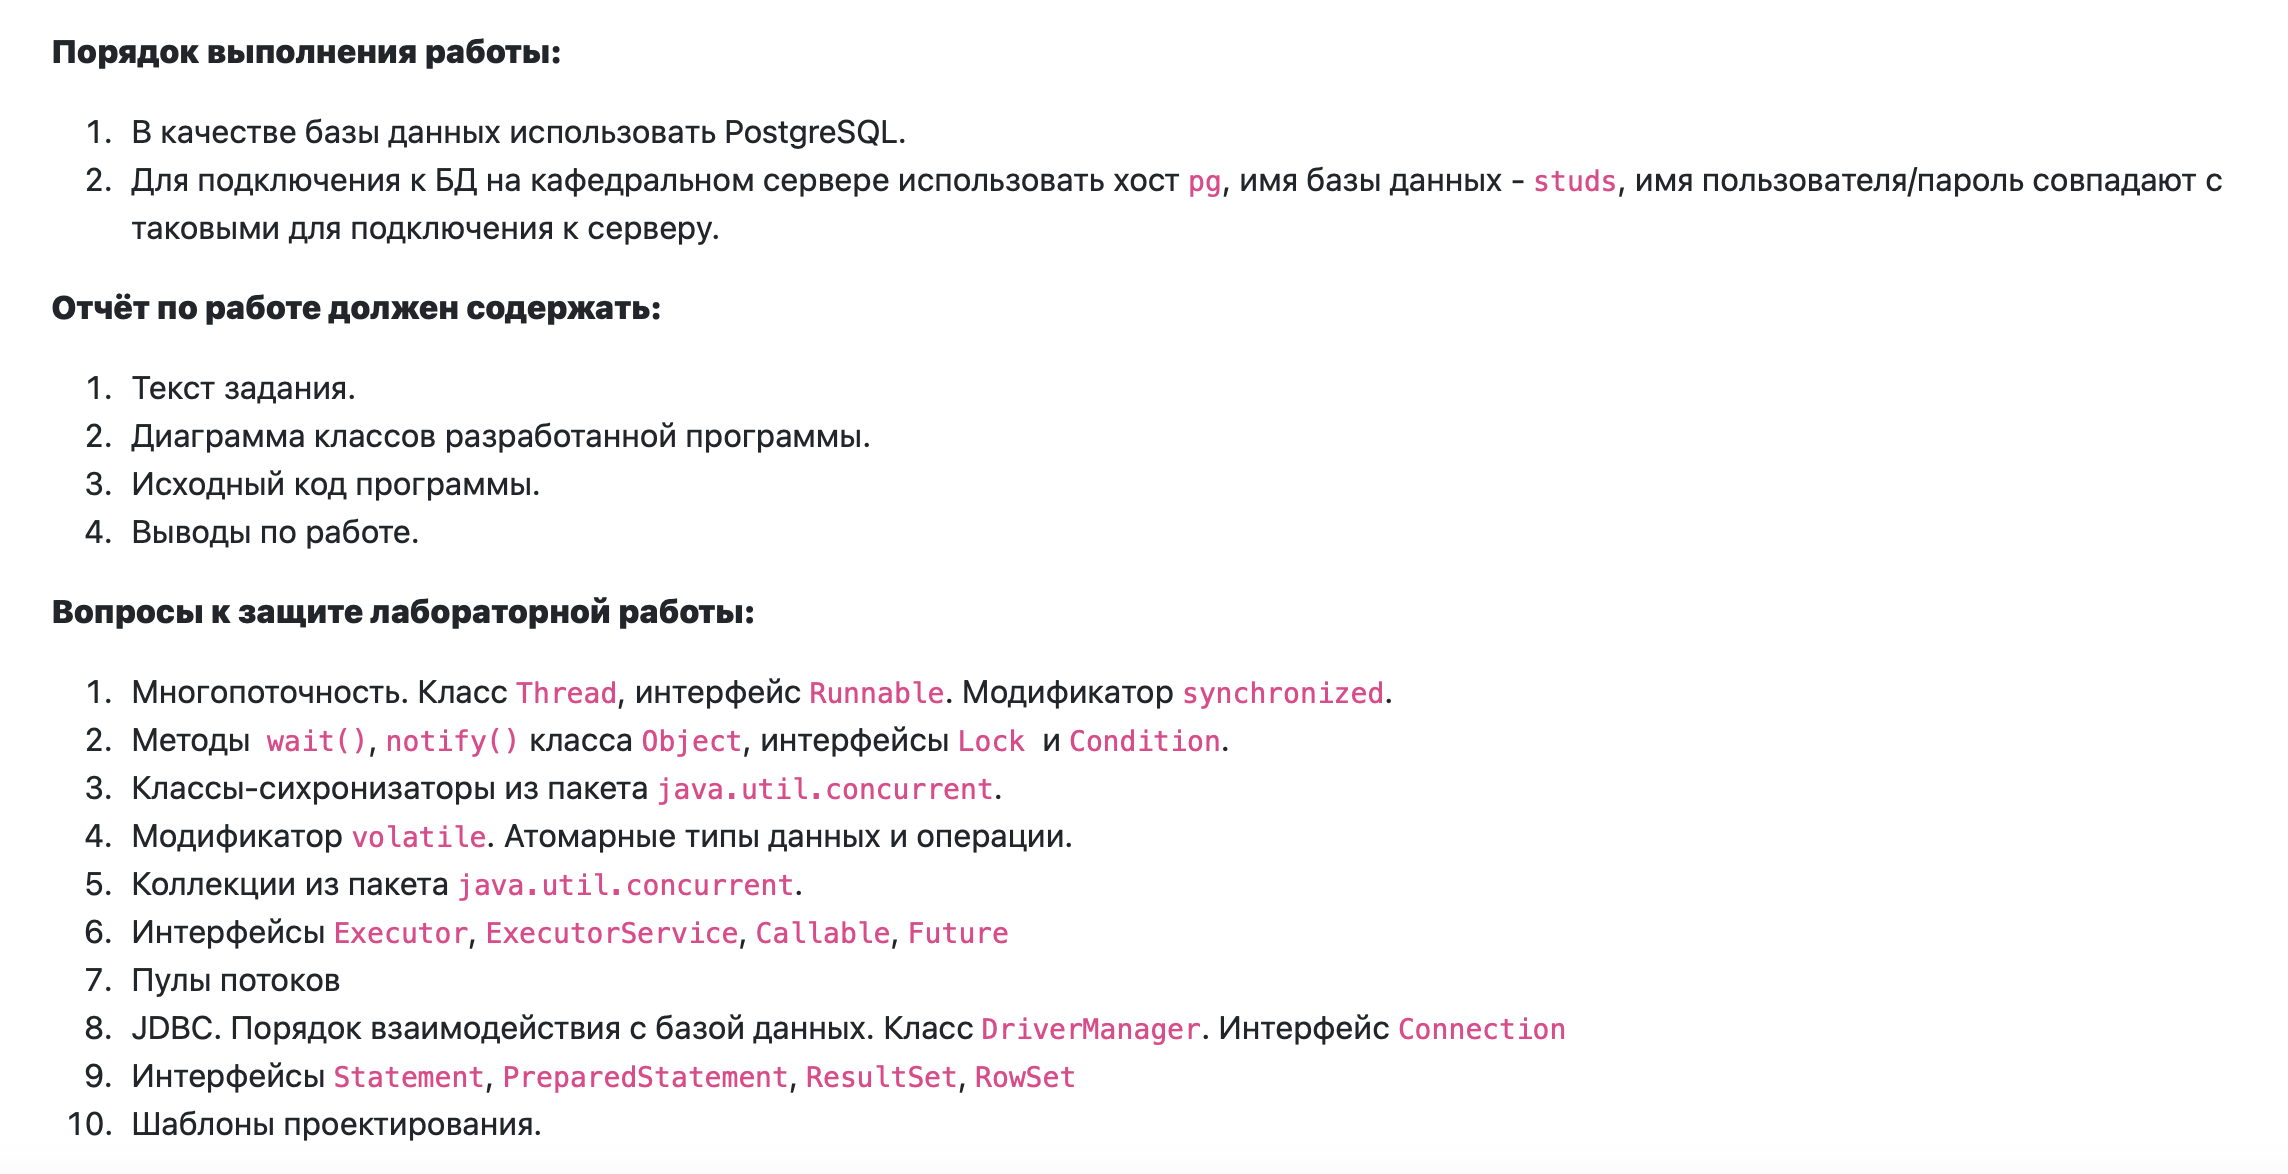 Порядок выполнения работы:
1. В качестве базы данных использовать PostgreSQL.
2. Для подключения к БД на кафедральном сервере использовать хост pg, имя базы данных - studs, имя пользователя/пароль совпадают с
таковыми для подключения к серверу.
Отчёт по работе должен содержать:
1. Текст задания.
2. Диаграмма классов разработанной программы.
3. Исходный код программы.
4. Выводы по работе.
Вопросы к защите лабораторной работы:
1. Многопоточность. Класс Thread, интерфейс Runnable. Модификатор synchronized.
2. Методы wait(), notify() класса Object, интерфейсы Lock и Condition.
3. Классы-сихронизаторы из пакета java.util.concurrent.
4. Модификатор volatile. Атомарные типы данных и операции.
5. Коллекции из пакета java.util.concurrent.
6. Интерфейсы Executor, ExecutorService, Callable, Future
7. Пулы потоков
8. JDBC. Порядок взаимодействия с базой данных. Класс DriverManager. Интерфейс Connection
9. Интерфейсы Statement, PreparedStatement, ResultSet, RowSet
10. Шаблоны проектирования.